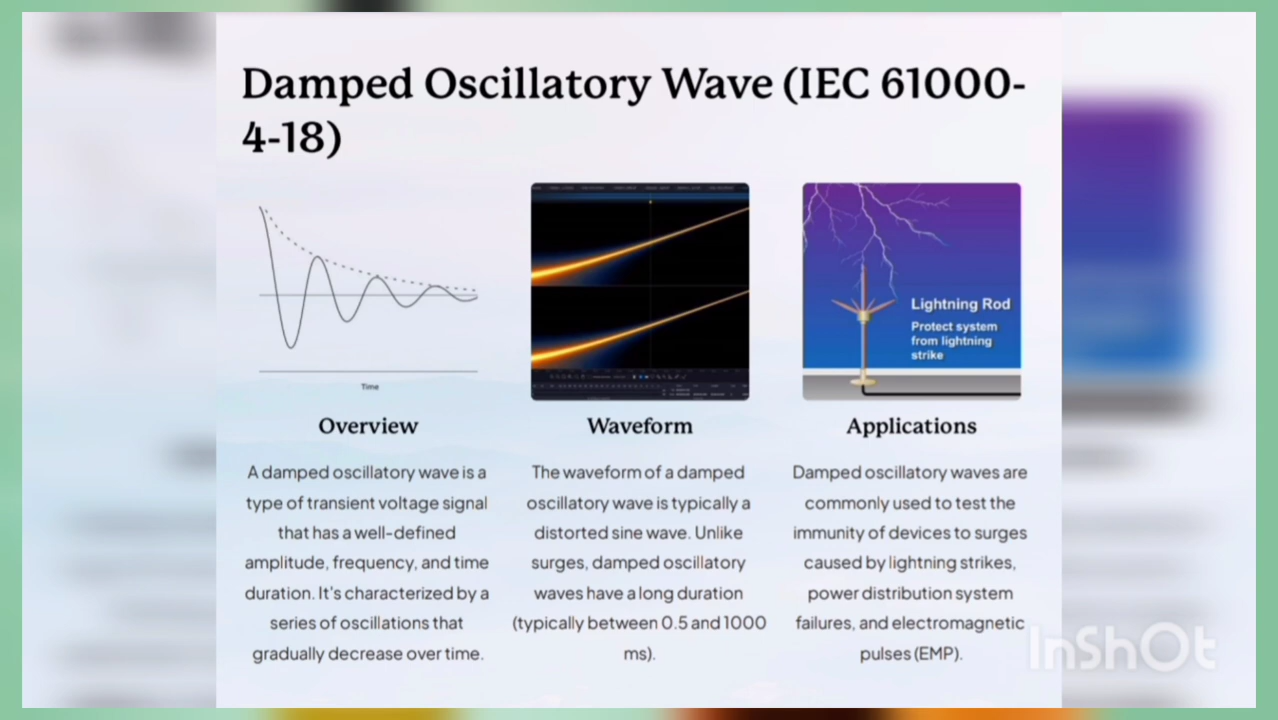 Damped Oscillatory Wave (IEC 61000-
4-18)
Time
Lightning Rod
Protect system
from lightning
strike
Overview
A damped oscillatory wave is a
type of transient voltage signal
that has a well-defined
amplitude, frequency, and time
duration. It's characterized by a
series of oscillations that
gradually decrease over time.
Waveform
The waveform of a damped
oscillatory wave is typically a
distorted sine wave. Unlike
surges, damped oscillatory
waves have a long duration
(typically between 0.5 and 1000
ms).
Applications
Damped oscillatory waves are
commonly used to test the
immunity of devices to surges
caused by lightning strikes,
power distribution system
failures, and electromagnetic
pulses (EMP).
InShOt